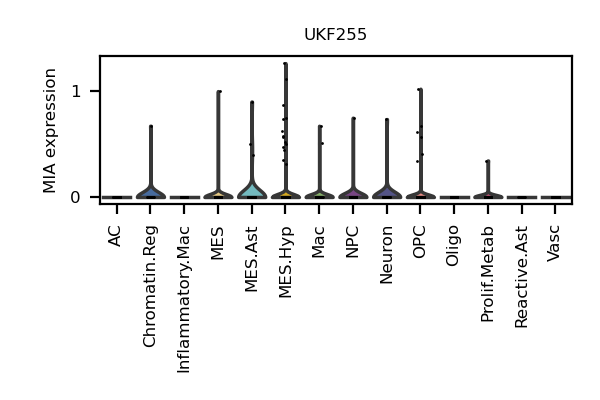 UKF255
MIA expression
1
0
AC
Chromatin.Reg
Inflammatory.Mac
MES
MES.Ast
MES.Hyp
Mac
NPC
Neuron
OPC
Oligo
Prolif.Metab
Reactive.Ast
Vasc